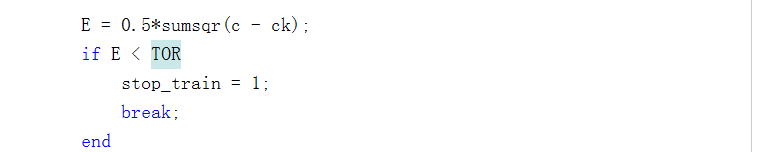 E = 0.5*sumsqr(c - ck);
if E < TOR
stop_train = 1;
break;
end